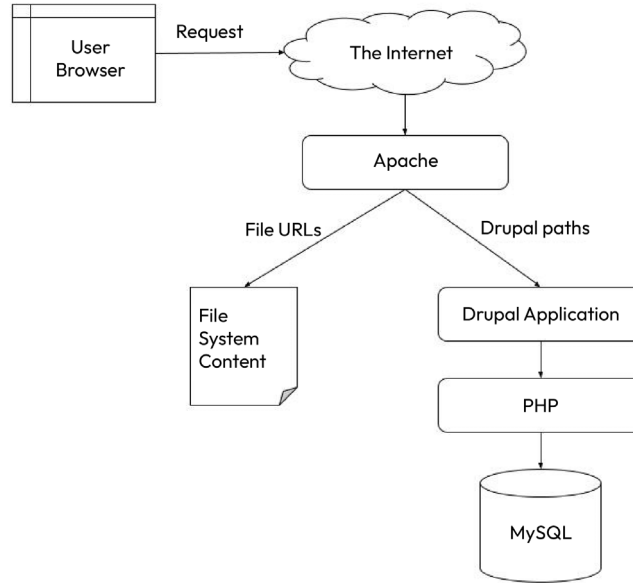 User
Browser
Request
The Internet
Apache
File URLs
Drupal paths
File
System
Content
Drupal Application
PHP
MySQL